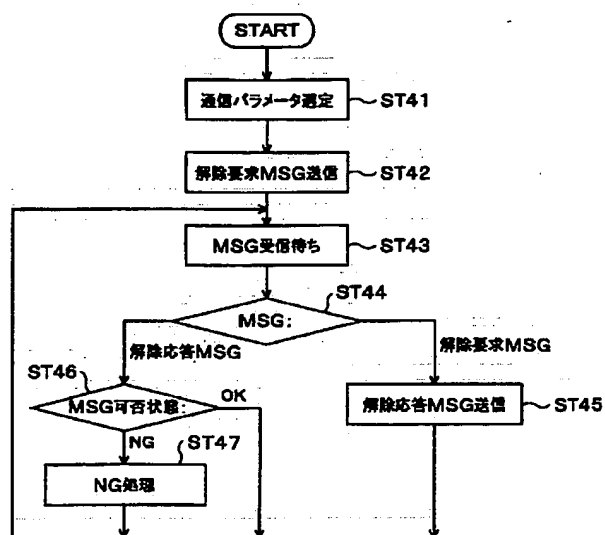 START
通信パラメータ選定 ST41
解除要求MSG送信 ST42
MSG受信待ち ST43
ST44
MSG:
解除応答MSG
解除要求MSG
ST46
MSG可否状態: OK
解除応答MSG送信 ST45
NG
ST47
NG処理